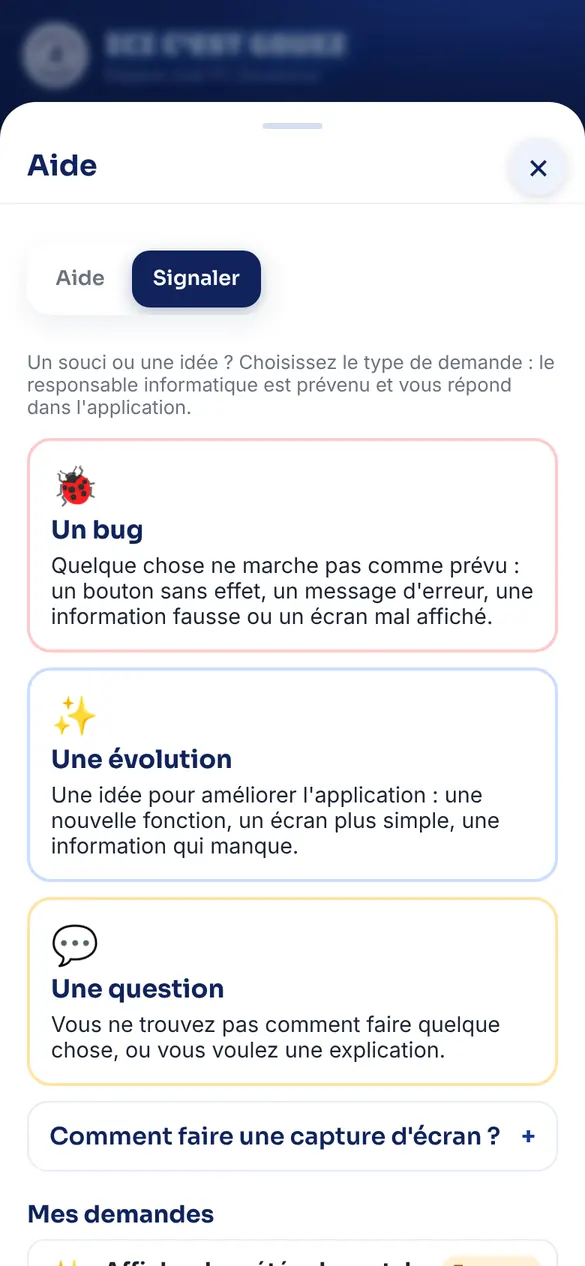 ICI C'EST GOUEZ
Aide
Aide
Signaler
Un souci ou une idée ? Choisissez le type de demande : le
responsable informatique est prévenu et vous répond
dans l'application.
Un bug
Quelque chose ne marche pas comme prévu :
un bouton sans effet, un message d'erreur, une
information fausse ou un écran mal affiché.
Une évolution
Une idée pour améliorer l'application : une
nouvelle fonction, un écran plus simple, une
information qui manque.
Une question
Vous ne trouvez pas comment faire quelque
chose, ou vous voulez une explication.
Comment faire une capture d'écran ? +
Mes demandes